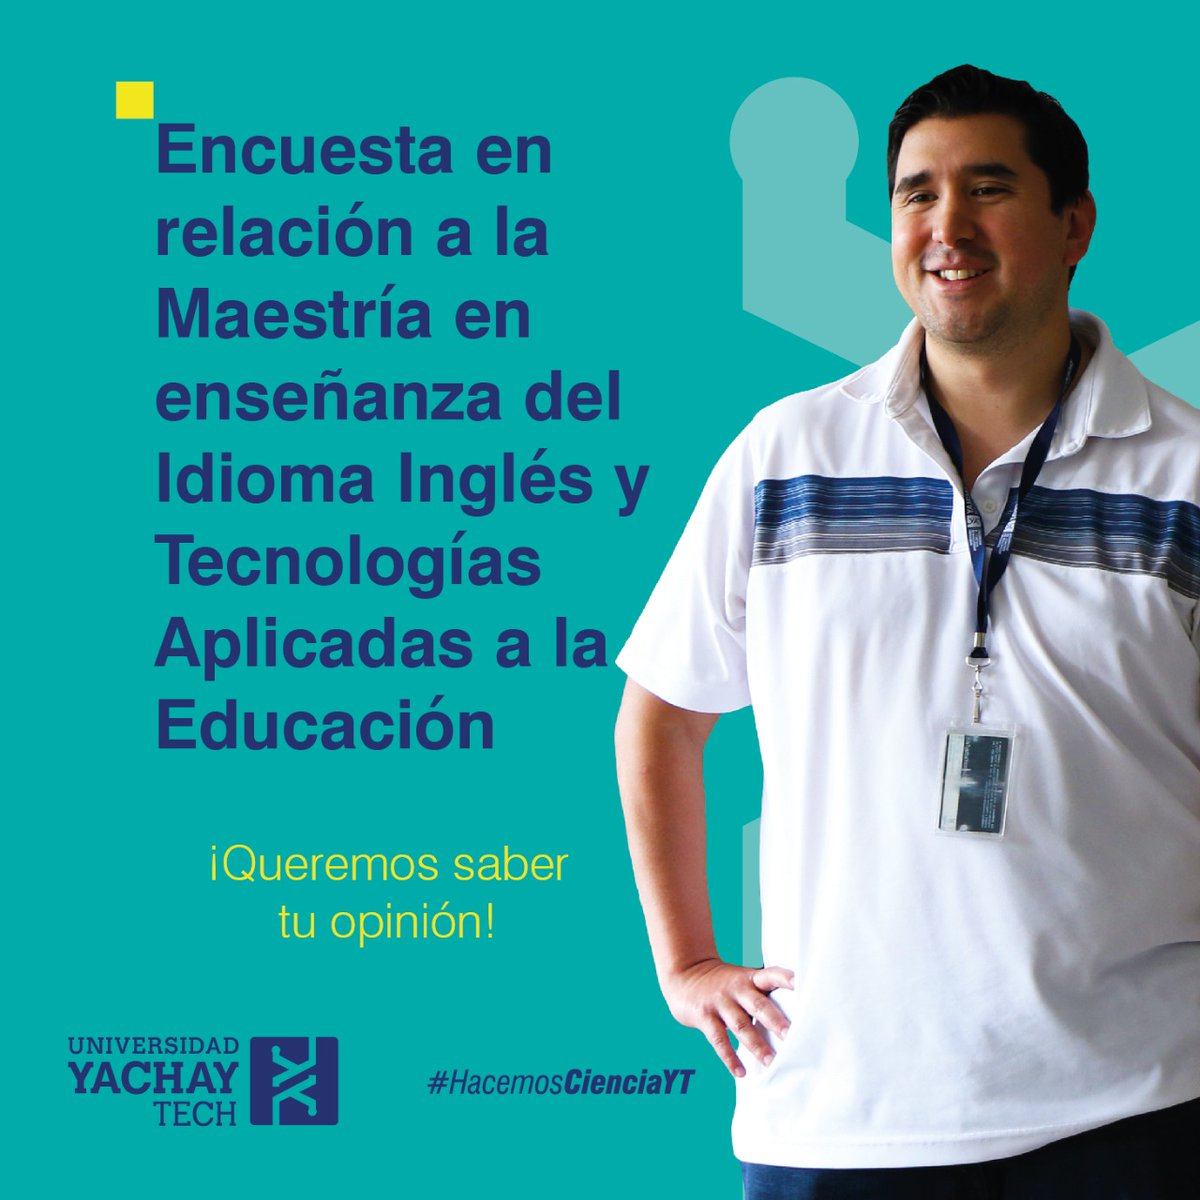 Encuesta en
relación a la
Maestría en
enseñanza del
Idioma Inglés y
Tecnologías
Aplicadas a la
Educación
¡Queremos saber
tu opinión!
UNIVERSIDAD
YACHAY
TECH
#HacemosCienciaYT